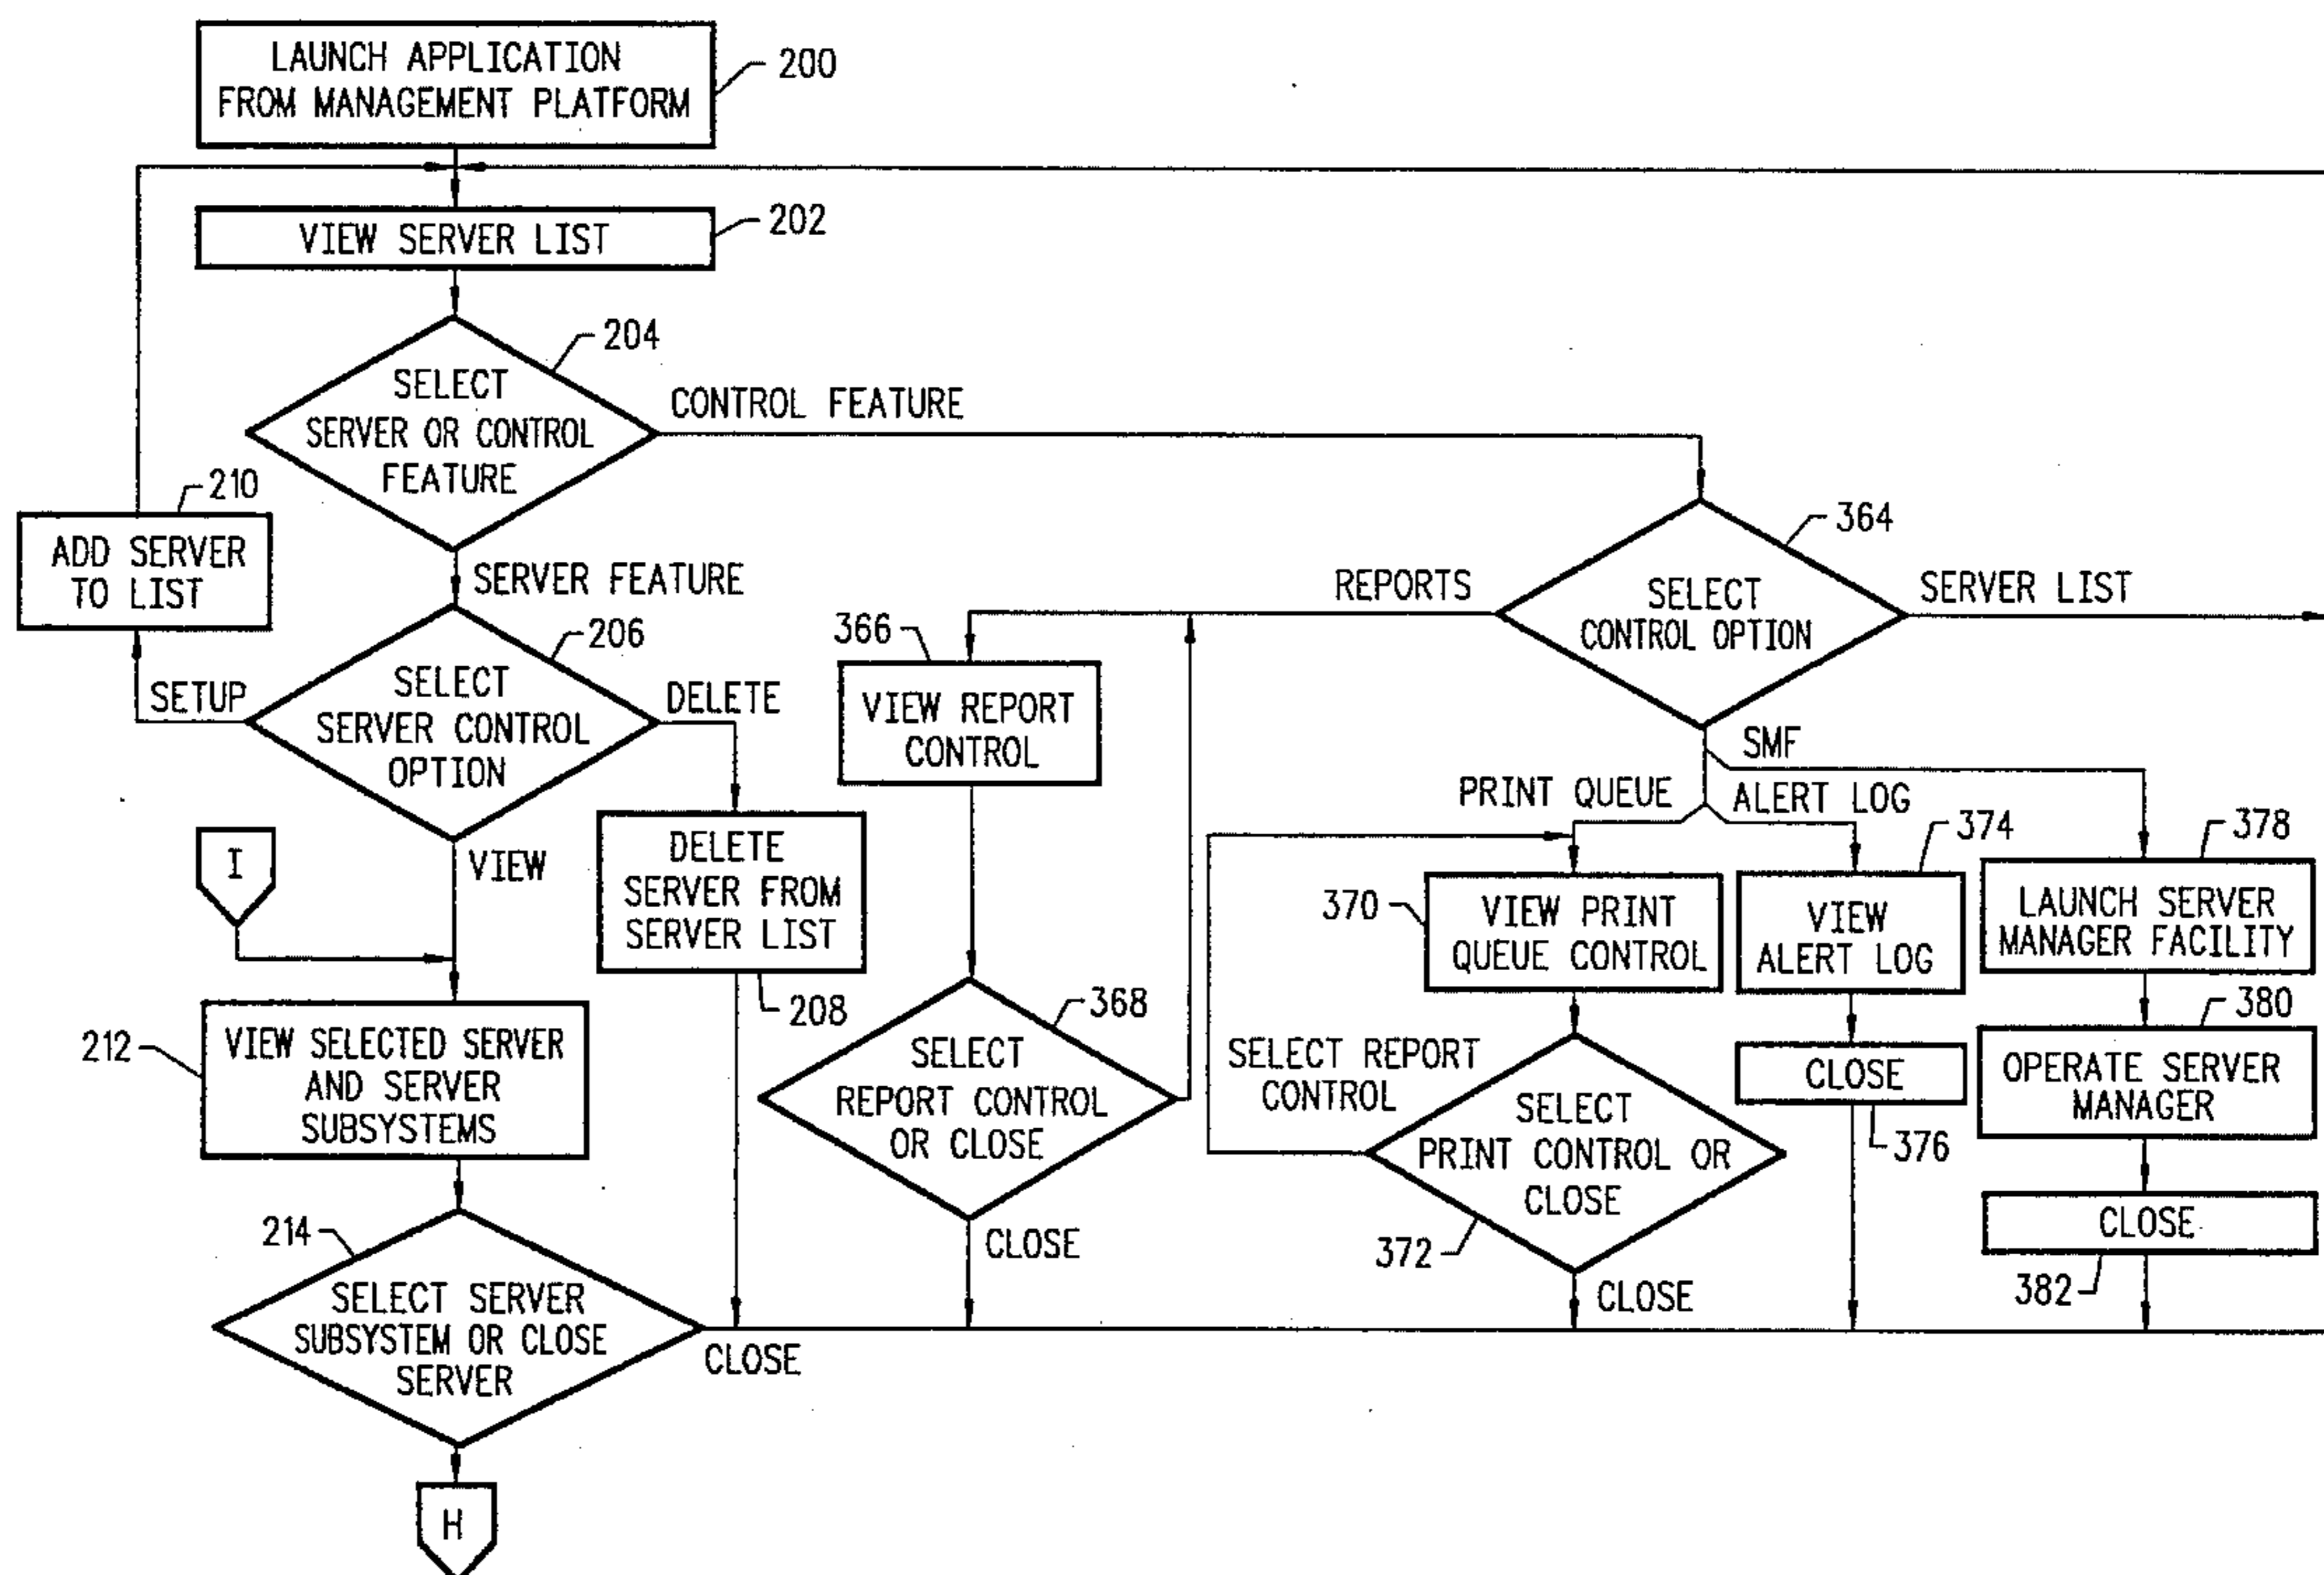 LAUNCH APPLICATION
FROM MANAGEMENT PLATFORM
200
VIEW SERVER LIST
202
204
SELECT
SERVER OR CONTROL
FEATURE
CONTROL FEATURE
210
ADD SERVER
TO LIST
SERVER FEATURE
206
SELECT
SERVER CONTROL
OPTION
SETUP
DELETE
I
VIEW
DELETE
SERVER FROM
SERVER LIST
208
212
VIEW SELECTED SERVER
AND SERVER
SUBSYSTEMS
214
SELECT SERVER
SUBSYSTEM OR CLOSE
SERVER
CLOSE
H
364
SELECT
CONTROL OPTION
REPORTS
SERVER LIST
366
VIEW REPORT
CONTROL
368
SELECT
REPORT CONTROL
OR CLOSE
CLOSE
SMF
PRINT QUEUE
ALERT LOG
370
VIEW PRINT
QUEUE CONTROL
SELECT REPORT
CONTROL
SELECT
PRINT CONTROL OR
CLOSE
372
CLOSE
374
VIEW
ALERT LOG
CLOSE
376
378
LAUNCH SERVER
MANAGER FACILITY
380
OPERATE SERVER
MANAGER
CLOSE
382